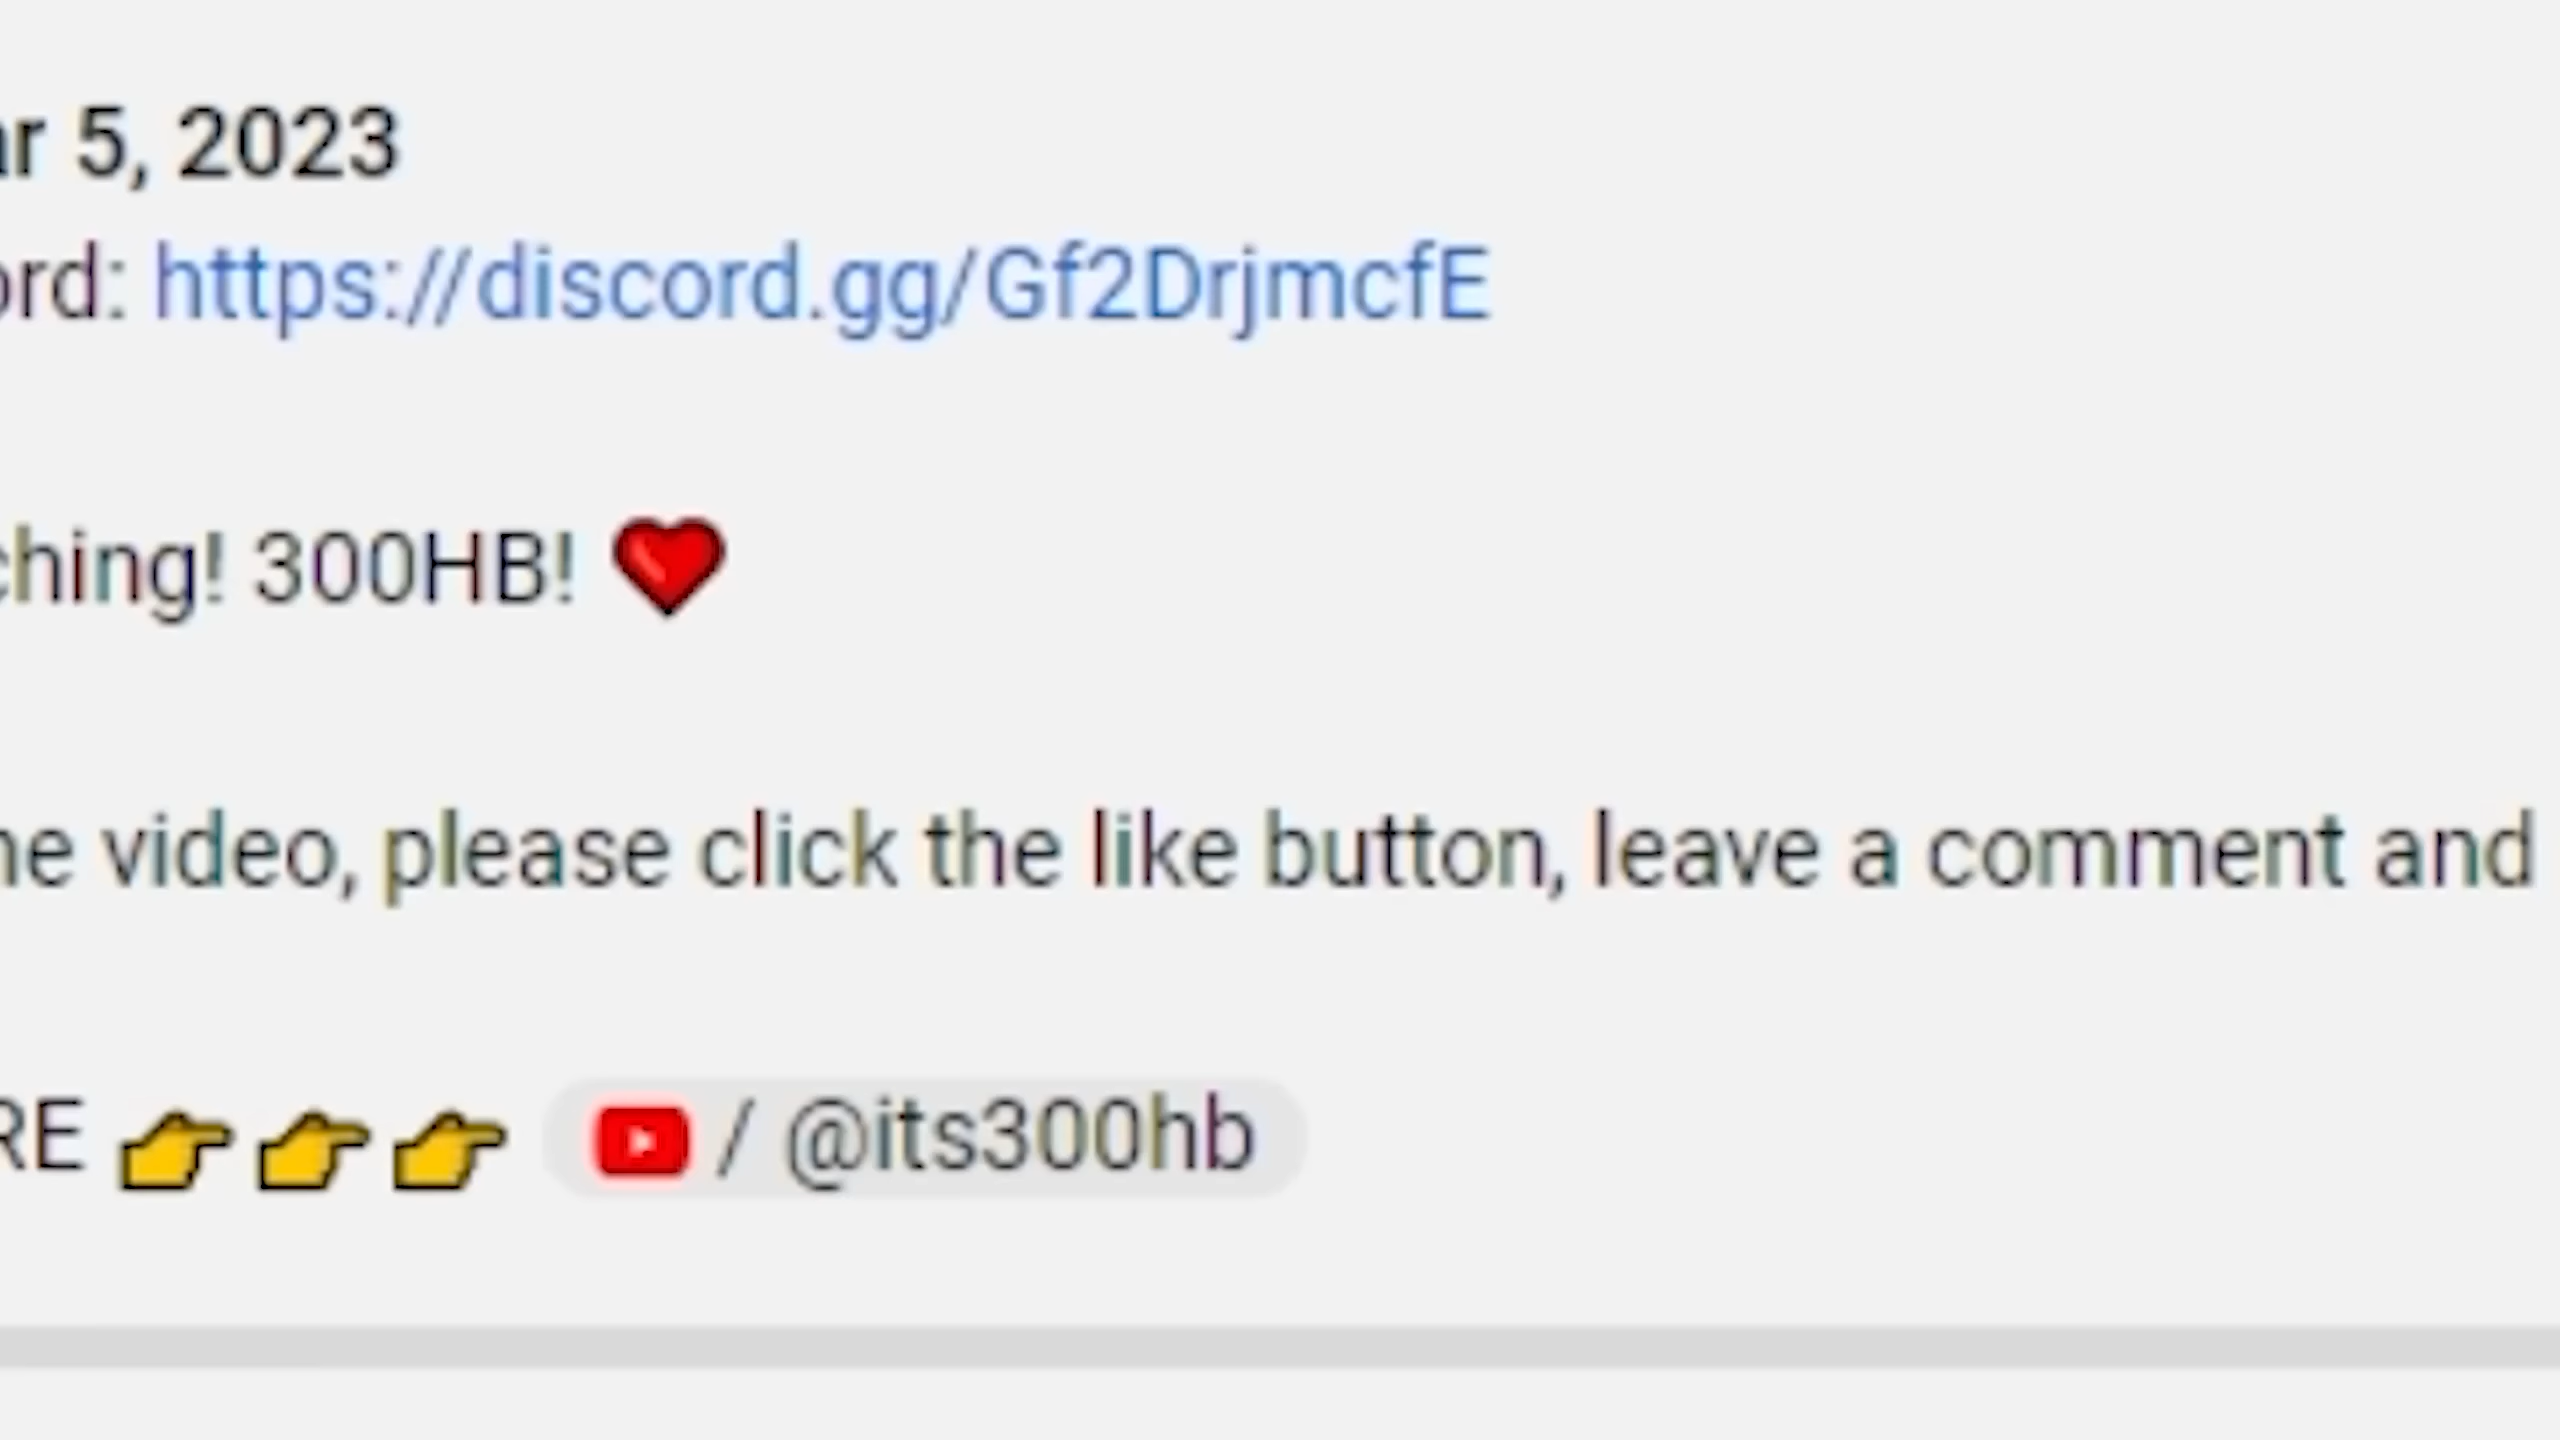 ar 5, 2023
ord: https://discord.gg/Gf2DrjmcfE
ching! 300HB! ❤️
he video, please click the like button, leave a comment and
RE 👉👉👉 / @its300hb